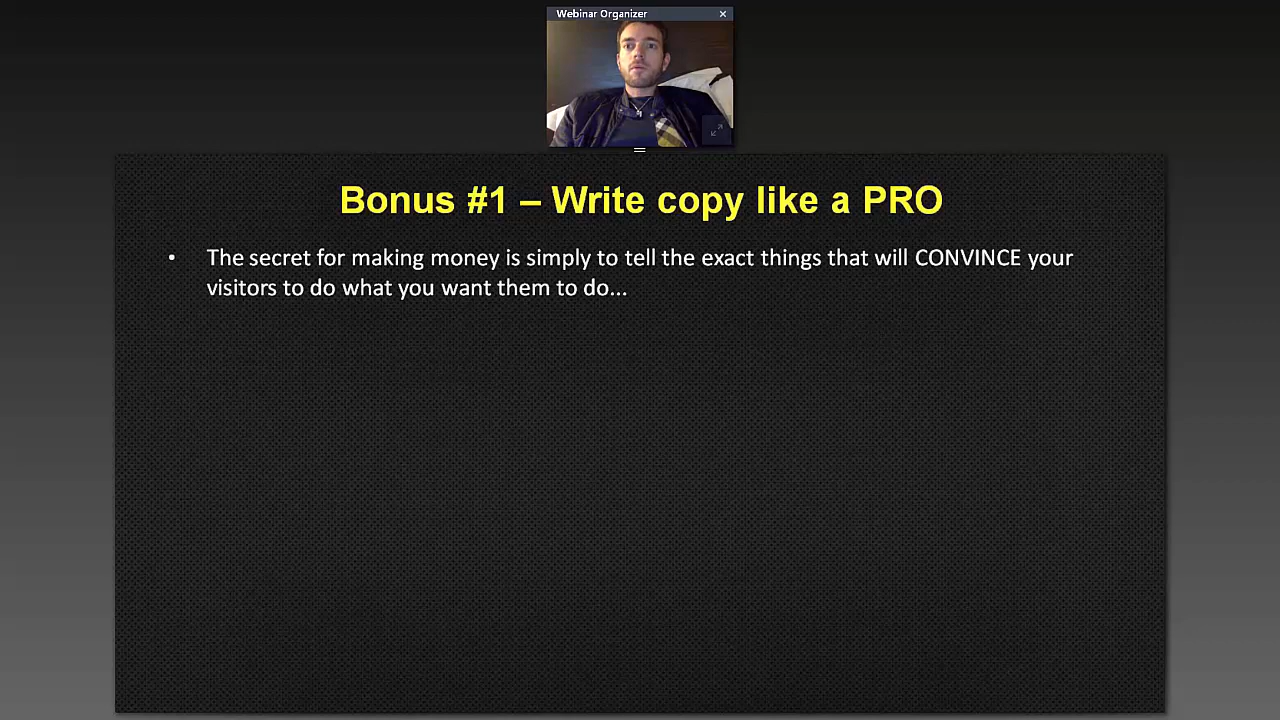 Webinar Organizer
Bonus #1 – Write copy like a PRO
• The secret for making money is simply to tell the exact things that will CONVINCE your
visitors to do what you want them to do...